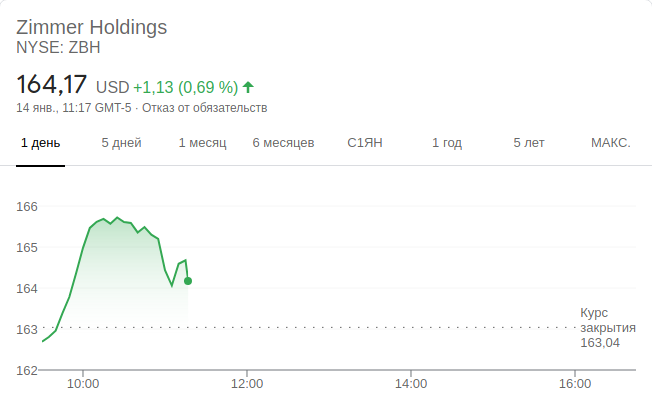 Zimmer Holdings
NYSE: ZBH
164,17 USD +1,13 (0,69 %)
14 янв., 11:17 GMT-5 · Отказ от обязательств
1 день 5 дней 1 месяц 6 месяцев С1ЯН 1 год 5 лет МАКС.
166
165
164
163
162
Курс
закрытия
163,04
10:00 12:00 14:00 16:00